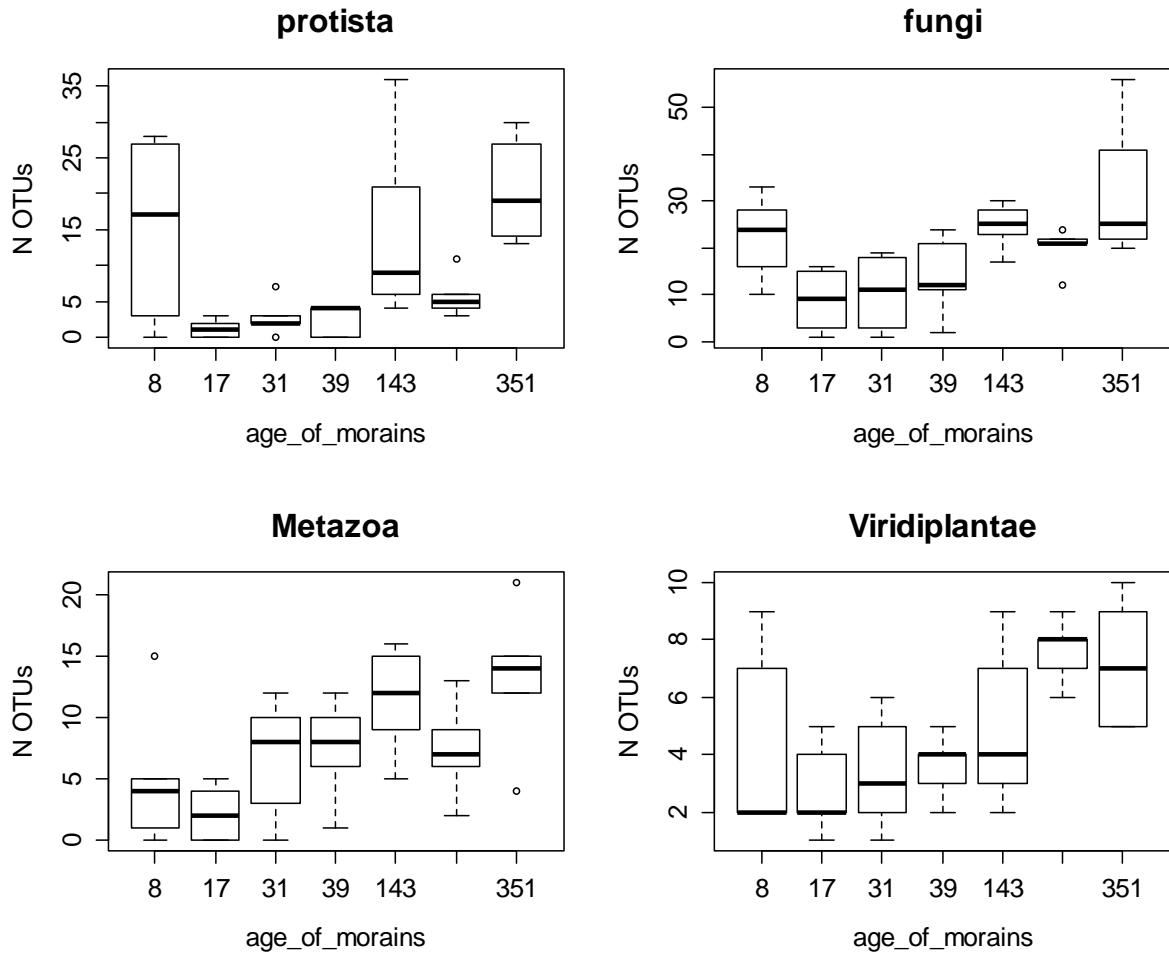 protista
35
25
15
5
0
N OTUs
8 17 31 39 143 351
age_of_morains
fungi
50
30
10
0
N OTUs
8 17 31 39 143 351
age_of_morains
Metazoa
20
15
10
5
0
N OTUs
8 17 31 39 143 351
age_of_morains
Viridiplantae
10
8
6
4
2
N OTUs
8 17 31 39 143 351
age_of_morains